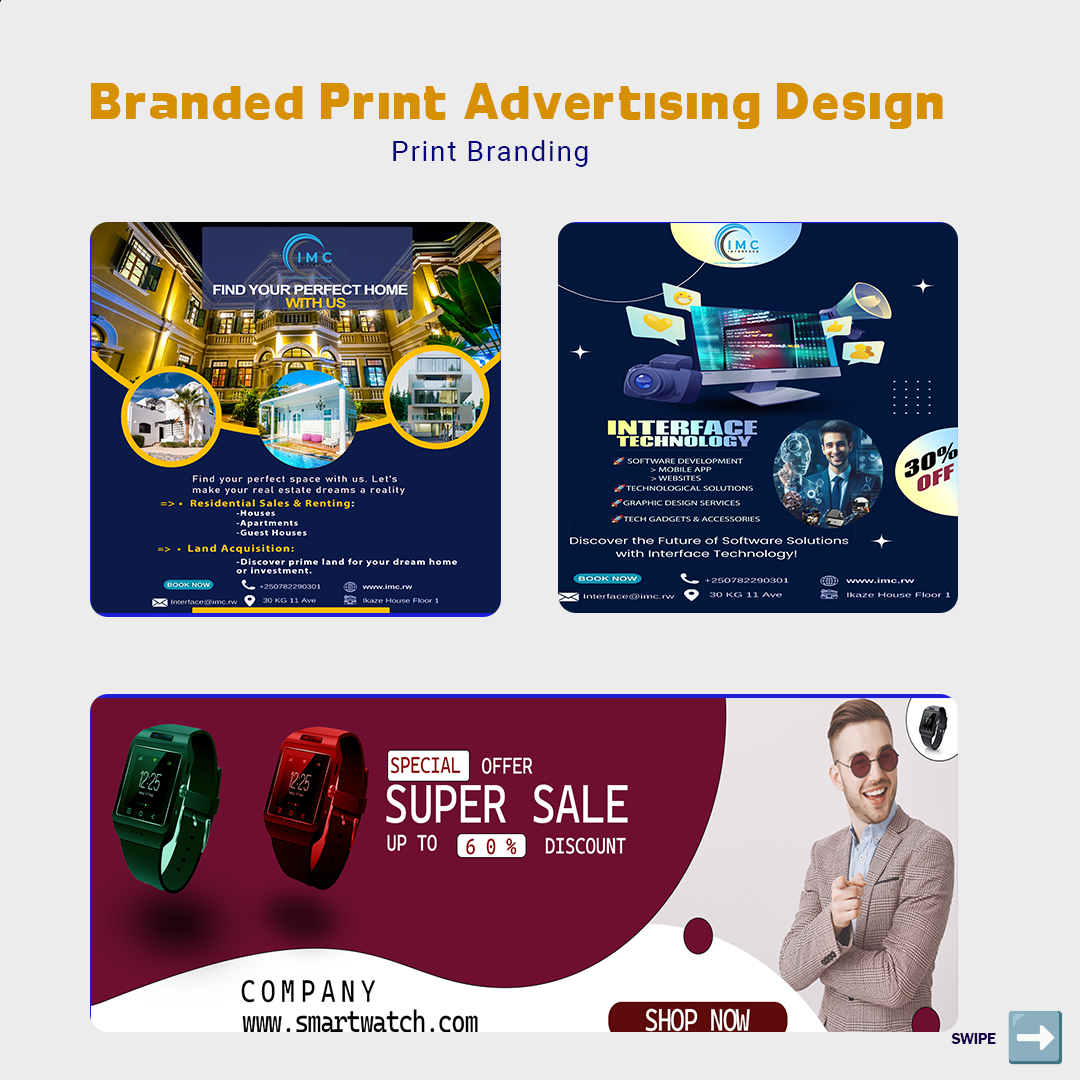 Branded Print Advertising Design
Print Branding
IMC
INTERFACE
FIND YOUR PERFECT HOME
WITH US
Find your perfect space with us. Let's
make your real estate dreams a reality
=> • Residential Sales & Renting:
-Houses
-Apartments
-Guest Houses
=> • Land Acquisition:
-Discover prime land for your dream home
or investment.
BOOK NOW
+250782290301
www.imc.rw
Interface@imc.rw
30 KG 11 Ave
Ikaze House Floor 1
IMC
INTERFACE
INTERFACE
TECHNOLOGY
SOFTWARE DEVELOPMENT
> MOBILE APP
> WEBSITES
TECHNOLOGICAL SOLUTIONS
GRAPHIC DESIGN SERVICES
TECH GADGETS & ACCESSORIES
30%
OFF
Discover the Future of Software Solutions
with Interface Technology!
BOOK NOW
+250782290301
www.imc.rw
Interface@imc.rw
30 KG 11 Ave
Ikaze House Floor 1
12:25
12:25
SPECIAL OFFER
SUPER SALE
UP TO 60% DISCOUNT
COMPANY
www.smartwatch.com
SHOP NOW
SWIPE